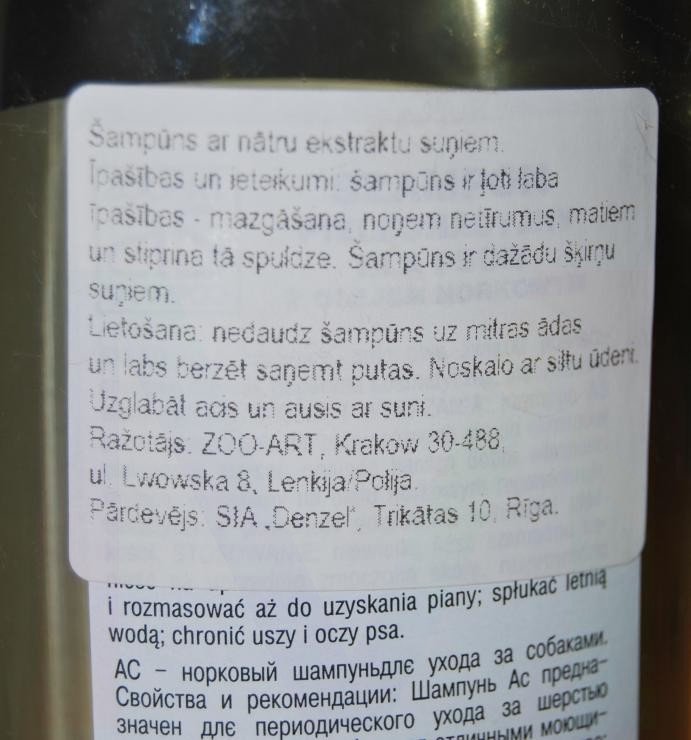 Šampūns ar nātru ekstraktu suņiem.
Īpašības un ieteikumi: šampūns ir ļoti laba
īpašības - mazgāšana, noņem netīrumus, matiem
un stiprina tā spuldze. Šampūns ir dažādu šķirņu
suņiem.
Lietošana: nedaudz šampūns uz mitras ādas
un labs berzēt saņemt putas. Noskalo ar siltu ūdeni.
Uzglabāt acis un ausis ar suni.
Ražotājs: ZOO-ART, Krakow 30-488,
ul. Lwowska 8, Lenkija/Polija.
Pārdevējs: SIA „Denzel", Trikātas 10, Rīga.
i rozmasować aż do uzyskania piany; spłukać letnią
wodą; chronić uszy i oczy psa.
АС – норковый шампуньдлє ухода за собаками.
Свойства и рекомендации: Шампунь Ас предна-
значен длє периодического ухода за шерстью
отличными моющи-